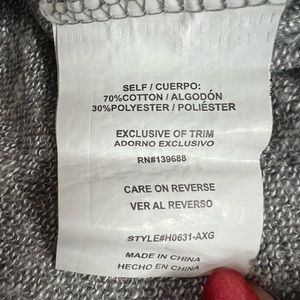 SELF / CUERPO:
70%COTTON / ALGODÓN
30%POLYESTER / POLIÉSTER
EXCLUSIVE OF TRIM
ADORNO EXCLUSIVO
RN#139688
CARE ON REVERSE
VER AL REVERSO
STYLE#H0631-AXG
MADE IN CHINA
HECHO EN CHINA